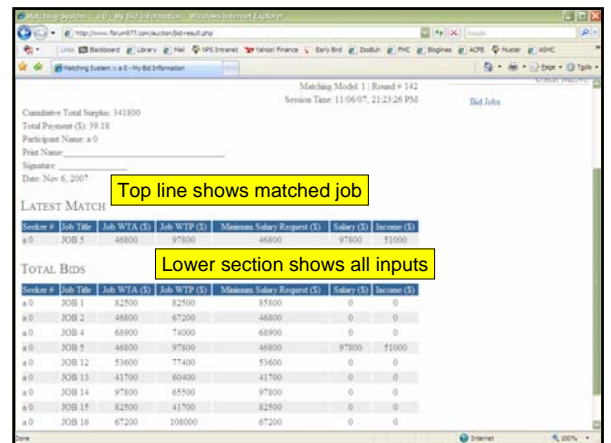 Matching System :: a 0 - My Bid Information - Windows Internet Explorer
http://www.forum977.com/auction/bid-result.php
Links Blackboard Library Mail NPS Intranet Yahoo! Finance Early Bird ZooBuh PHC Bloglines ACPE Muster ASMC
Matching System :: a 0 - My Bid Information
Page Tools
Matching Model: 1 | Round # 142
Session Time: 11/06/07, 21:23:26 PM
Bid Jobs
Cumulative Total Surplus: 341800
Total Payment ($): 39.18
Participant Name: a 0
Print Name:
Signature:
Date: Nov 6, 2007
Top line shows matched job
LATEST MATCH
Seeker # Job Title Job WTA ($) Job WTP ($) Minimum Salary Request ($) Salary ($) Income ($)
a 0 JOB 5 46800 97800 46800 97800 51000
Lower section shows all inputs
TOTAL BIDS
Seeker # Job Title Job WTA ($) Job WTP ($) Minimum Salary Request ($) Salary ($) Income ($)
a 0 JOB 1 82500 82500 85800 0 0
a 0 JOB 2 46800 67200 46800 0 0
a 0 JOB 4 68900 74000 68900 0 0
a 0 JOB 5 46800 97800 46800 97800 51000
a 0 JOB 12 53600 77400 53600 0 0
a 0 JOB 13 41700 60400 41700 0 0
a 0 JOB 14 97800 65500 97800 0 0
a 0 JOB 15 82500 41700 82500 0 0
a 0 JOB 16 67200 108000 67200 0 0
Done Internet 100%